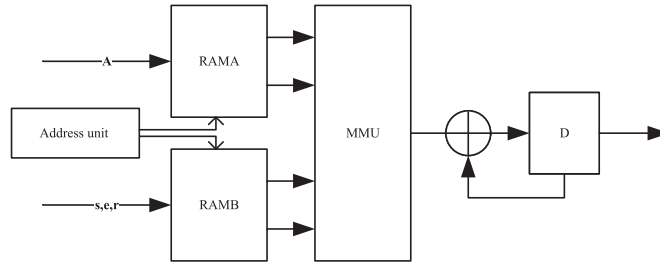 A
RAMA
Address unit
MMU
D
s,e,r
RAMB